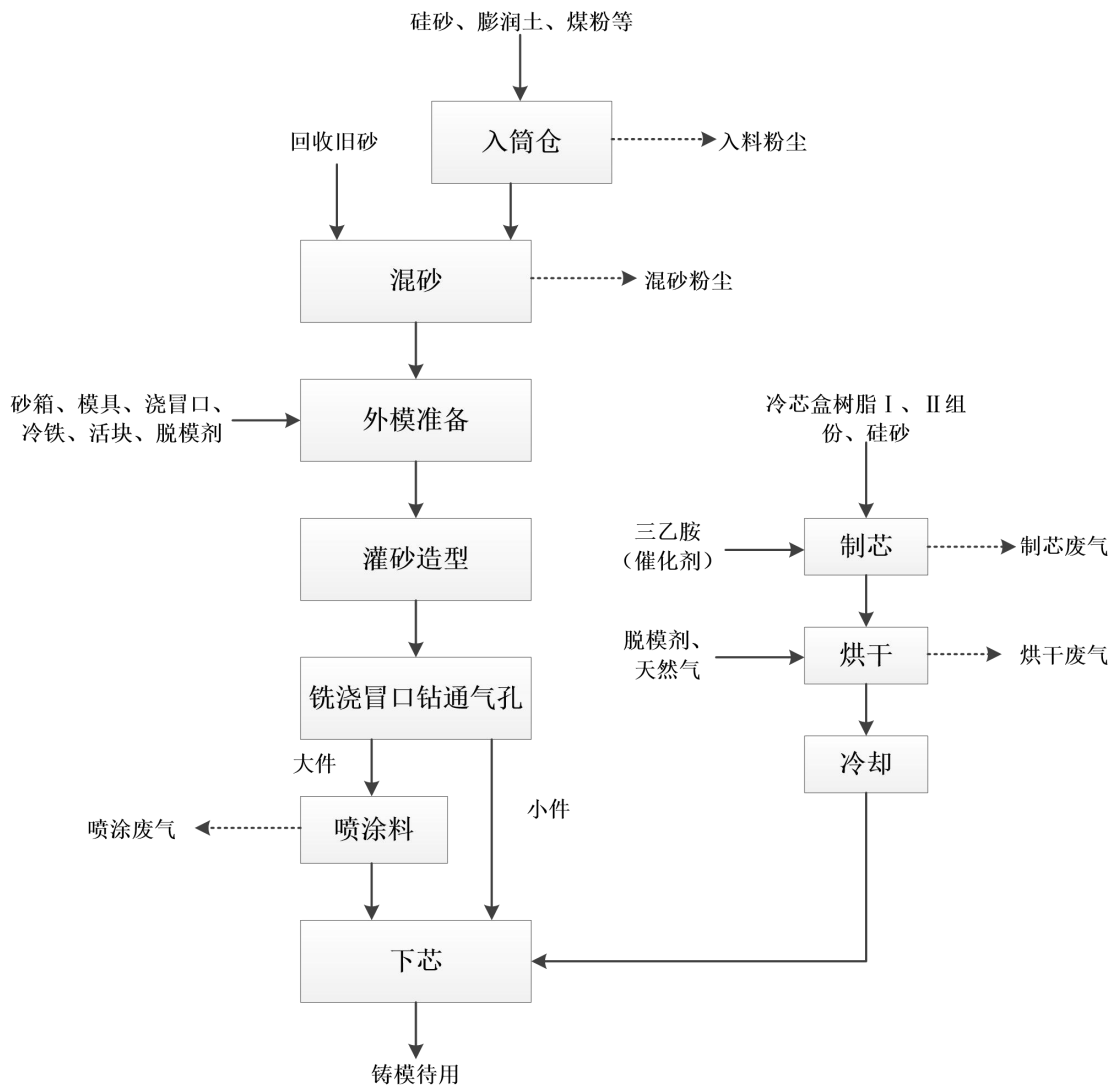 硅砂、膨润土、煤粉等
回收旧砂
入筒仓
入料粉尘
混砂
混砂粉尘
砂箱、模具、浇冒口、
冷铁、活块、脱模剂
外模准备
灌砂造型
铣浇冒口钻通气孔
大件
小件
喷涂废气
喷涂料
冷芯盒树脂Ⅰ、Ⅱ组
份、硅砂
三乙胺
（催化剂）
制芯
制芯废气
脱模剂、
天然气
烘干
烘干废气
冷却
下芯
铸模待用